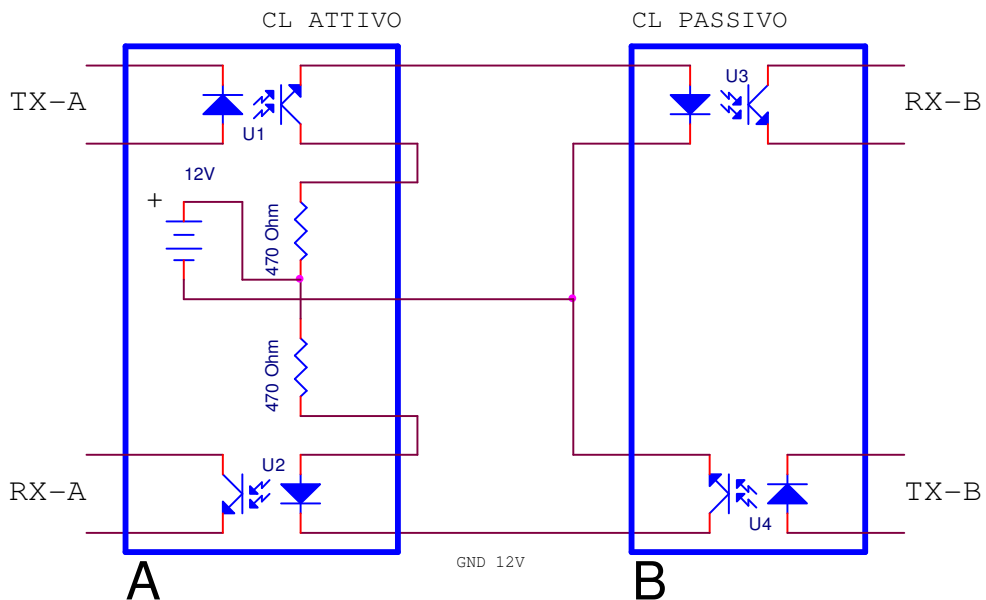 CL ATTIVO
CL PASSIVO
TX-A
U1
U3
RX-B
12V
+
470 Ohm
470 Ohm
RX-A
U2
U4
TX-B
GND 12V
A
B